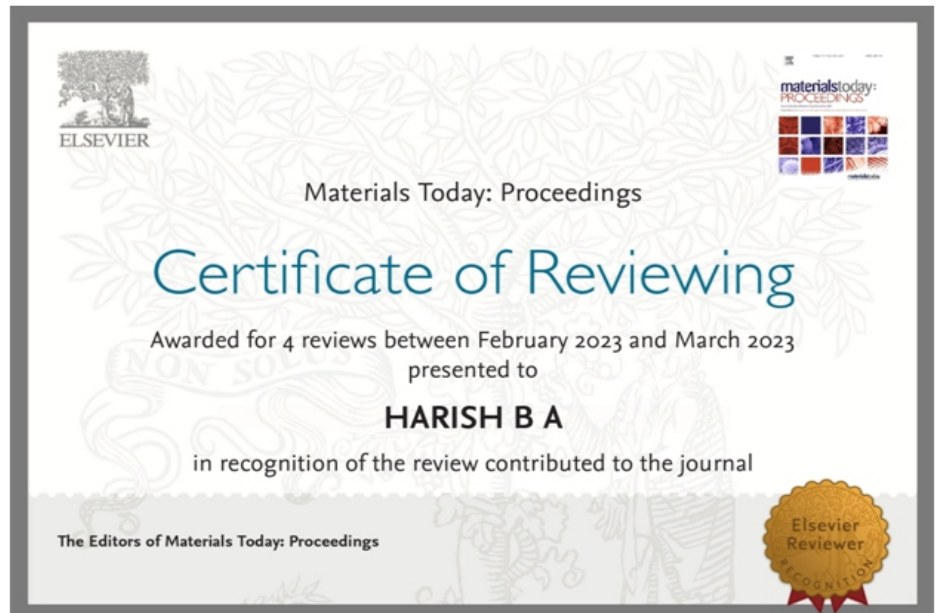 ELSEVIER
materialstoday:
PROCEEDINGS
materialstoday
Materials Today: Proceedings
Certificate of Reviewing
Awarded for 4 reviews between February 2023 and March 2023
presented to
NON SOLUS
HARISH B A
in recognition of the review contributed to the journal
The Editors of Materials Today: Proceedings
Elsevier
Reviewer
RECOGNITION